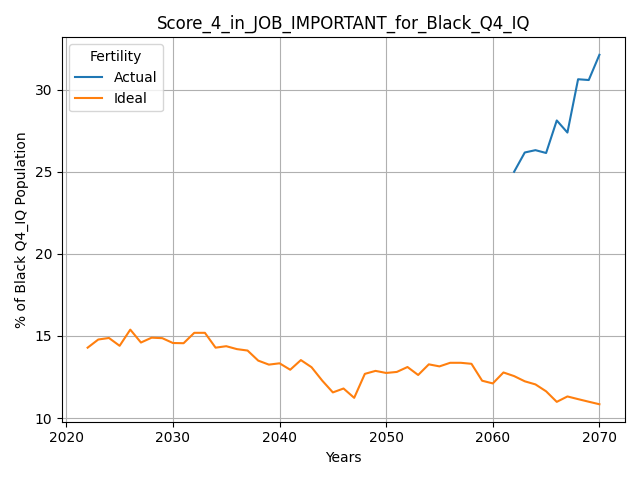 Score_4_in_JOB_IMPORTANT_for_Black_Q4_IQ
Fertility
Actual
Ideal
% of Black Q4_IQ Population
30
25
20
15
10
2020 2030 2040 2050 2060 2070
Years